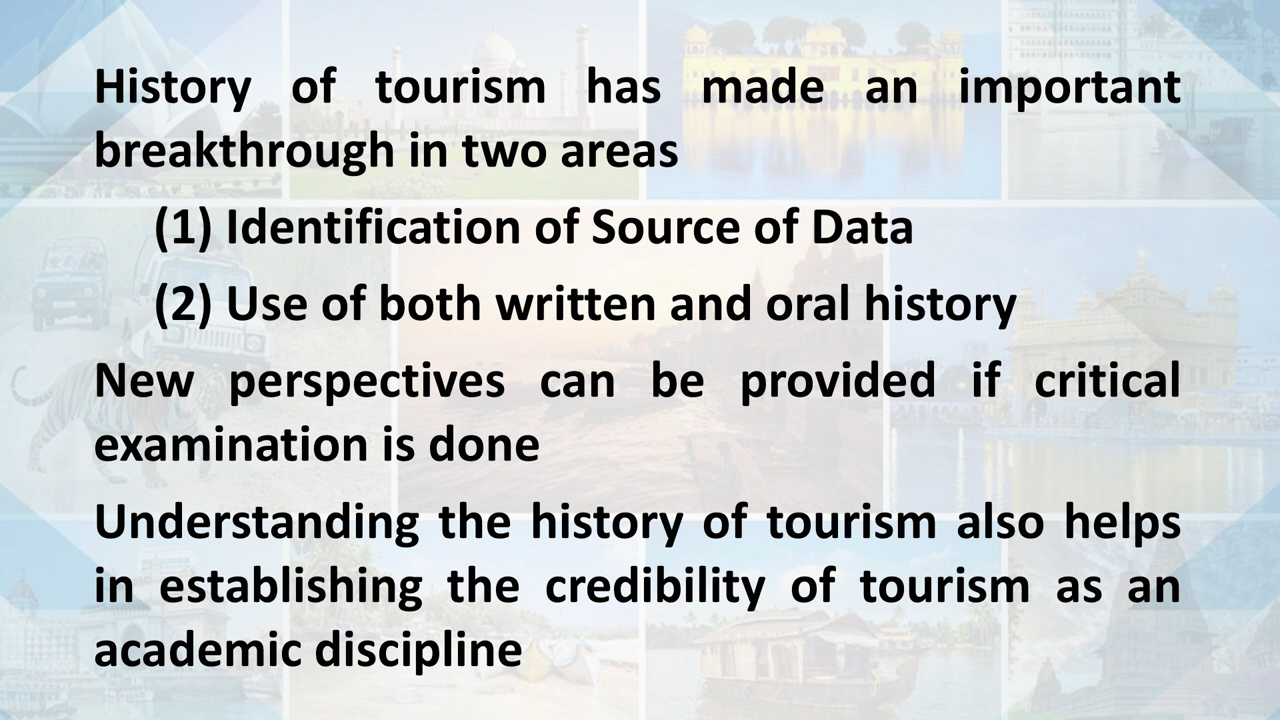 History of tourism has made an important
breakthrough in two areas
(1) Identification of Source of Data
(2) Use of both written and oral history
New perspectives can be provided if critical
examination is done
Understanding the history of tourism also helps
in establishing the credibility of tourism as an
academic discipline